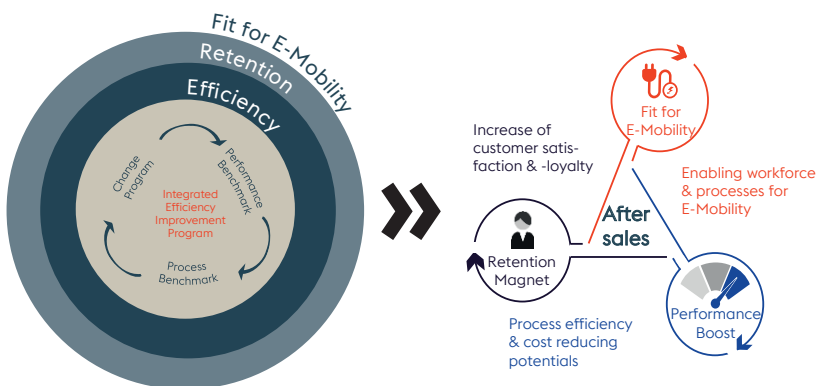 Fit for E-Mobility
Retention
Efficiency
Change
Program
Performance
Benchmark
Integrated
Efficiency
Improvement
Program
Process
Benchmark
Fit for
E-Mobility
Increase of
customer satis-
faction & -loyalty
Enabling workforce
& processes for
E-Mobility
After
sales
Retention
Magnet
Performance
Boost
Process efficiency
& cost reducing
potentials